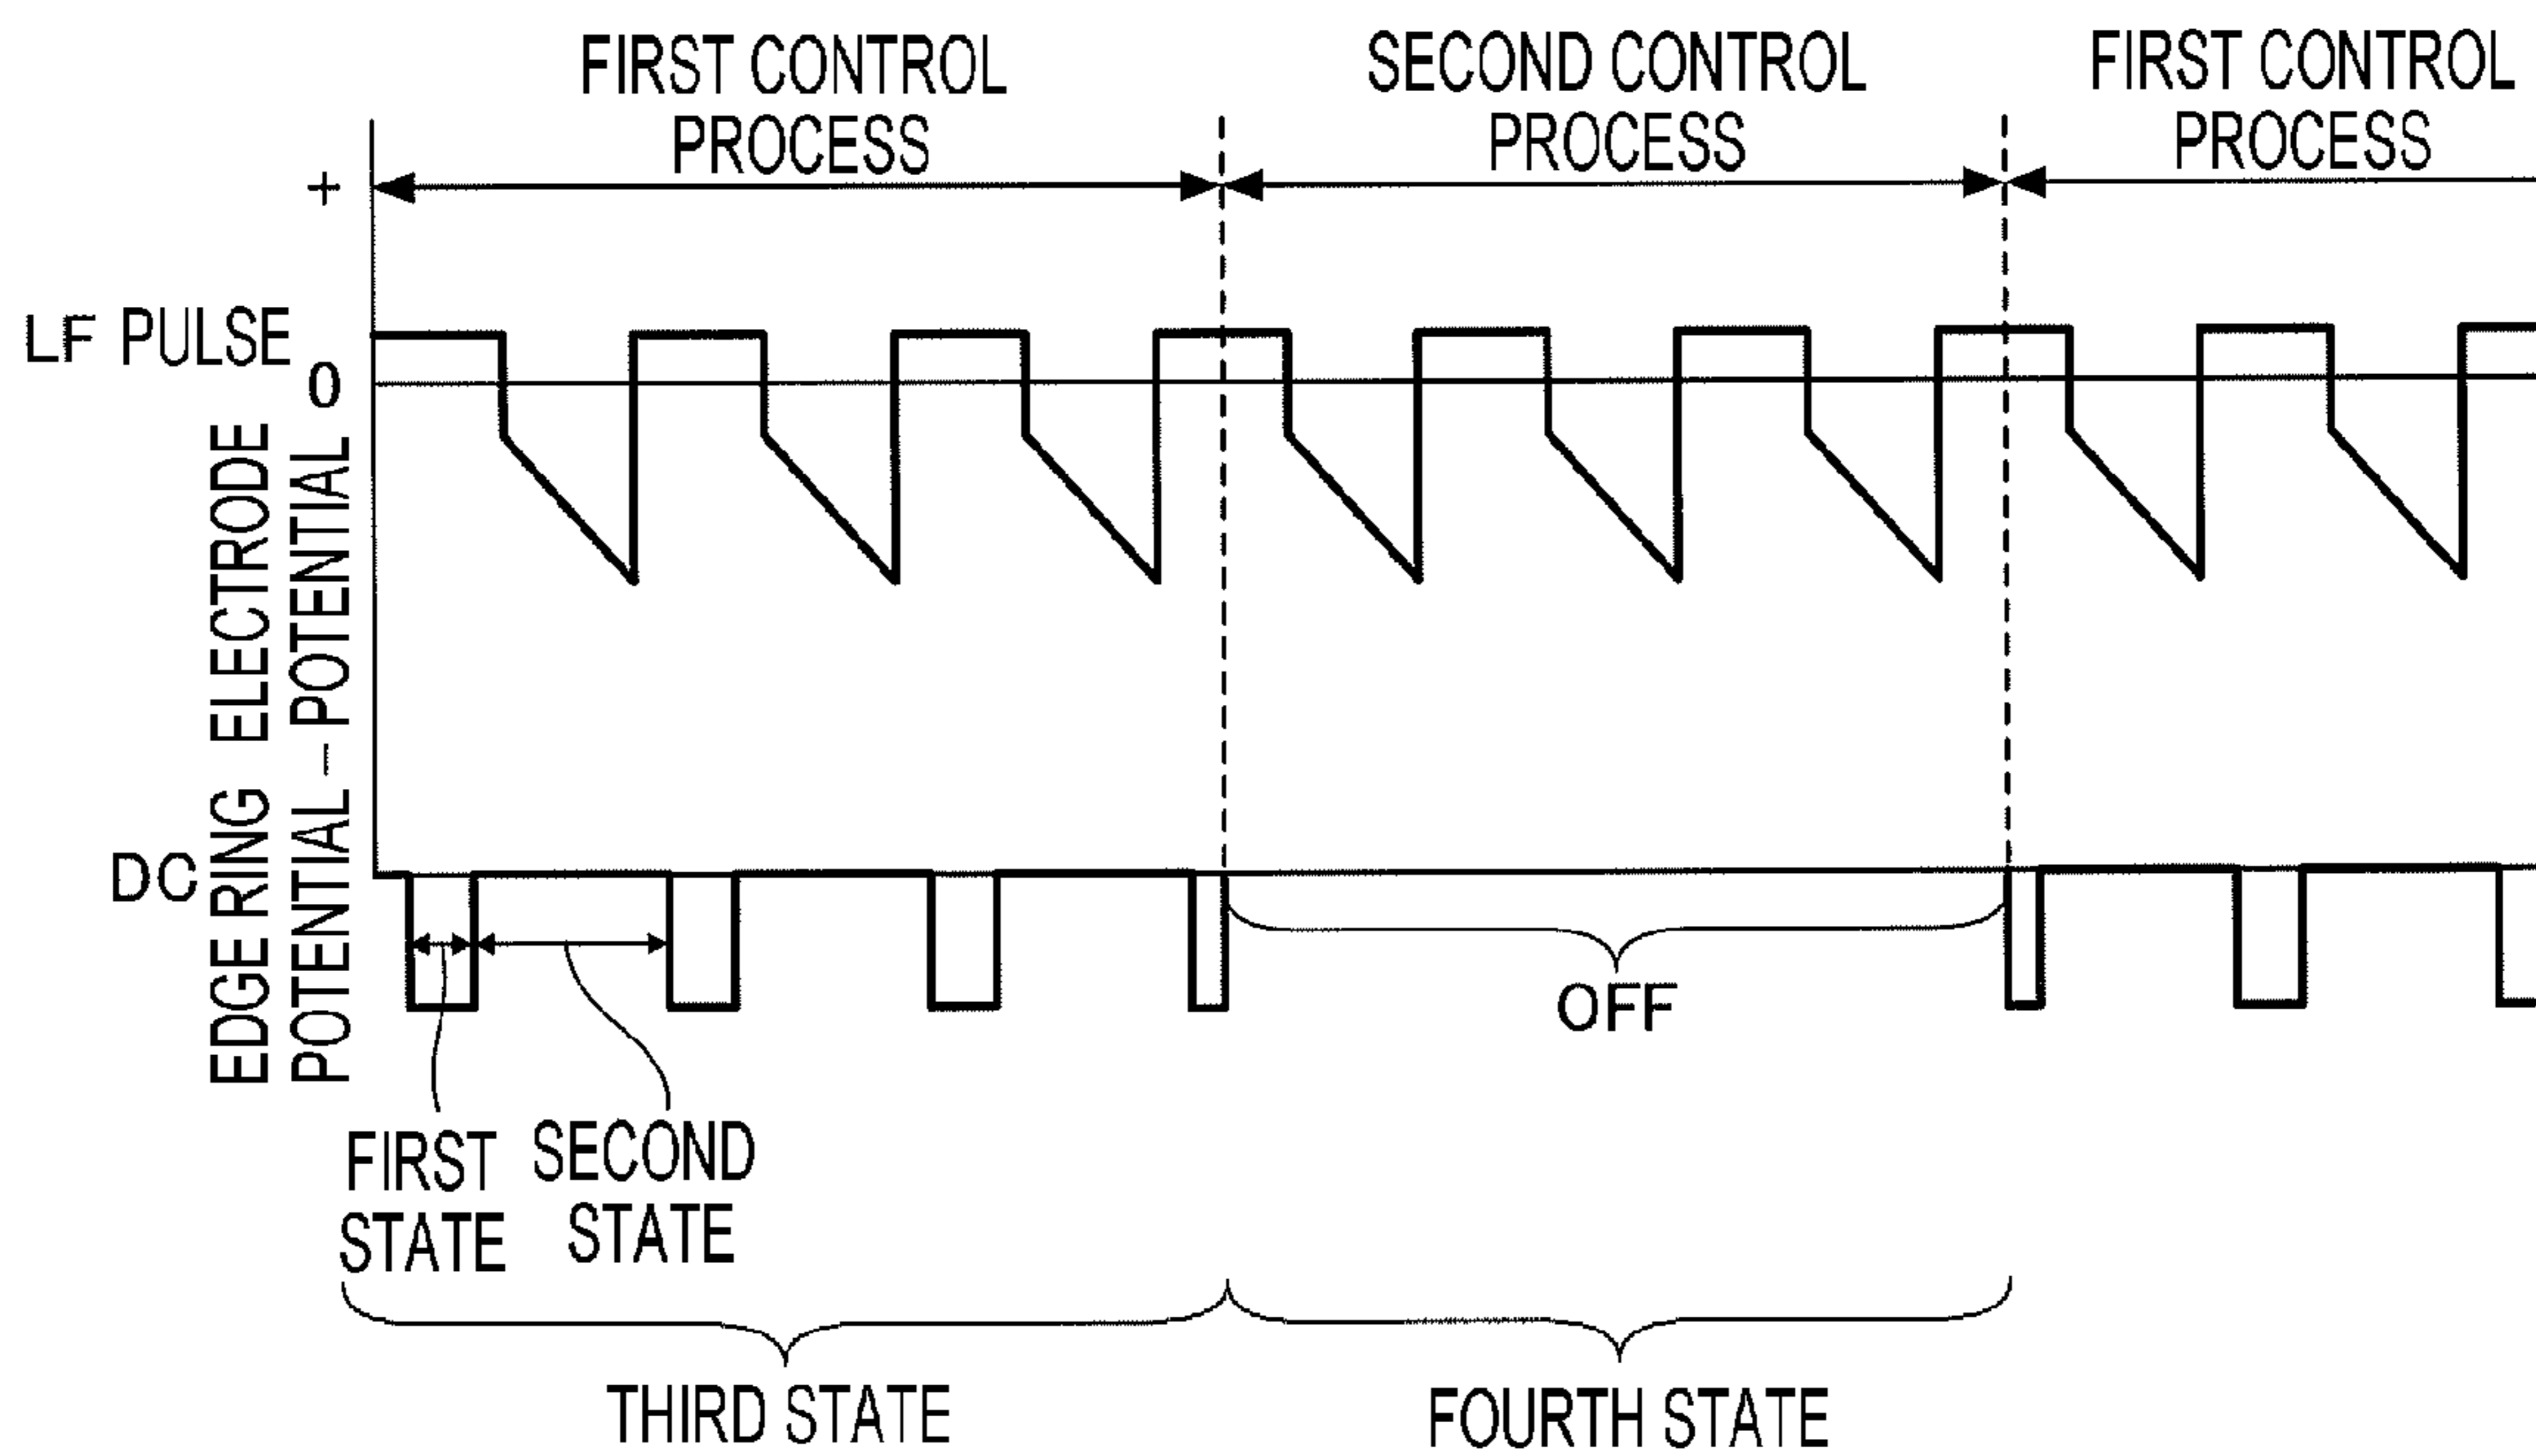 FIRST CONTROL
PROCESS
SECOND CONTROL
PROCESS
FIRST CONTROL
PROCESS
+
LF PULSE
0
ELECTRODE
POTENTIAL
–
EDGE RING
POTENTIAL
DC
OFF
FIRST
STATE
SECOND
STATE
THIRD STATE
FOURTH STATE